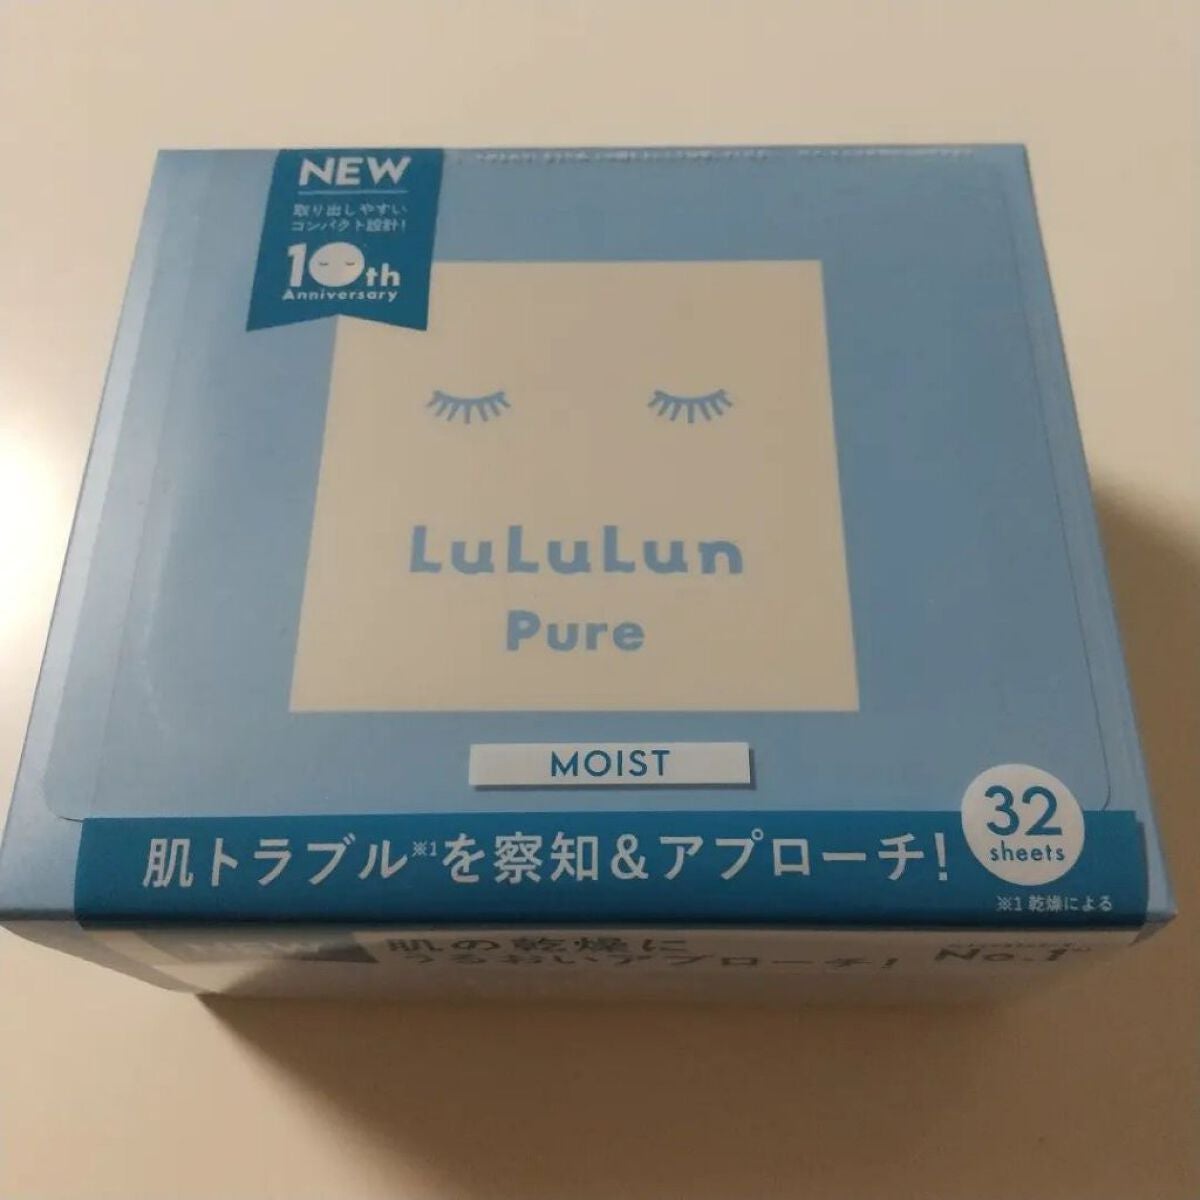 NEW
取り出しやすい
コンパクト設計!
10th
Anniversary
LuLuLun
Pure
MOIST
32
sheets
肌トラブル※1を察知&アプローチ!
※1 乾燥による
NEW
肌の乾燥に
うるおいアプローチ!
No.1